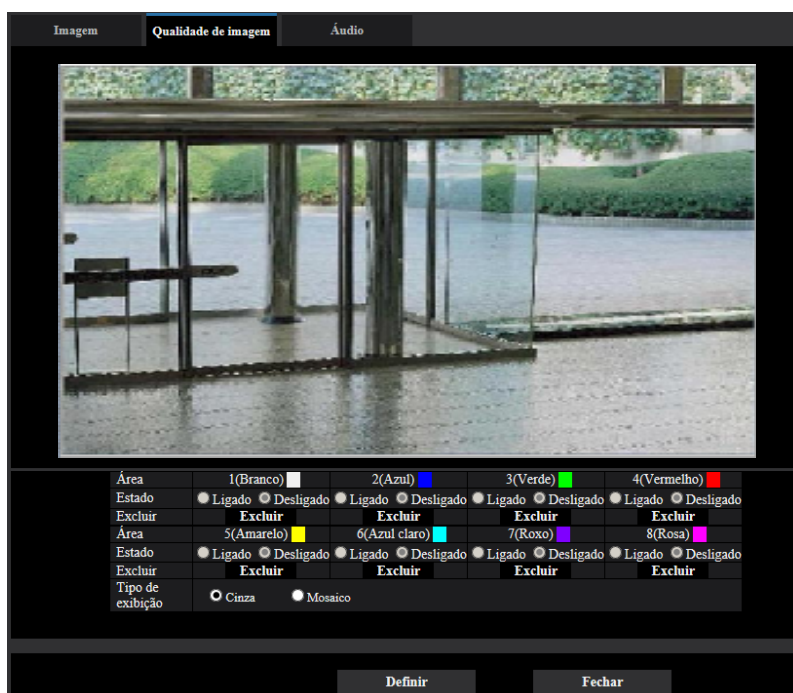 Imagem Qualidade de imagem Áudio
Área 1(Branco) 2(Azul) 3(Verde) 4(Vermelho)
Estado Ligado Desligado Ligado Desligado Ligado Desligado Ligado Desligado
Excluir Excluir Excluir Excluir Excluir
Área 5(Amarelo) 6(Azul claro) 7(Roxo) 8(Rosa)
Estado Ligado Desligado Ligado Desligado Ligado Desligado Ligado Desligado
Excluir Excluir Excluir Excluir Excluir
Tipo de
exibição Cinza Mosaico
Definir Fechar